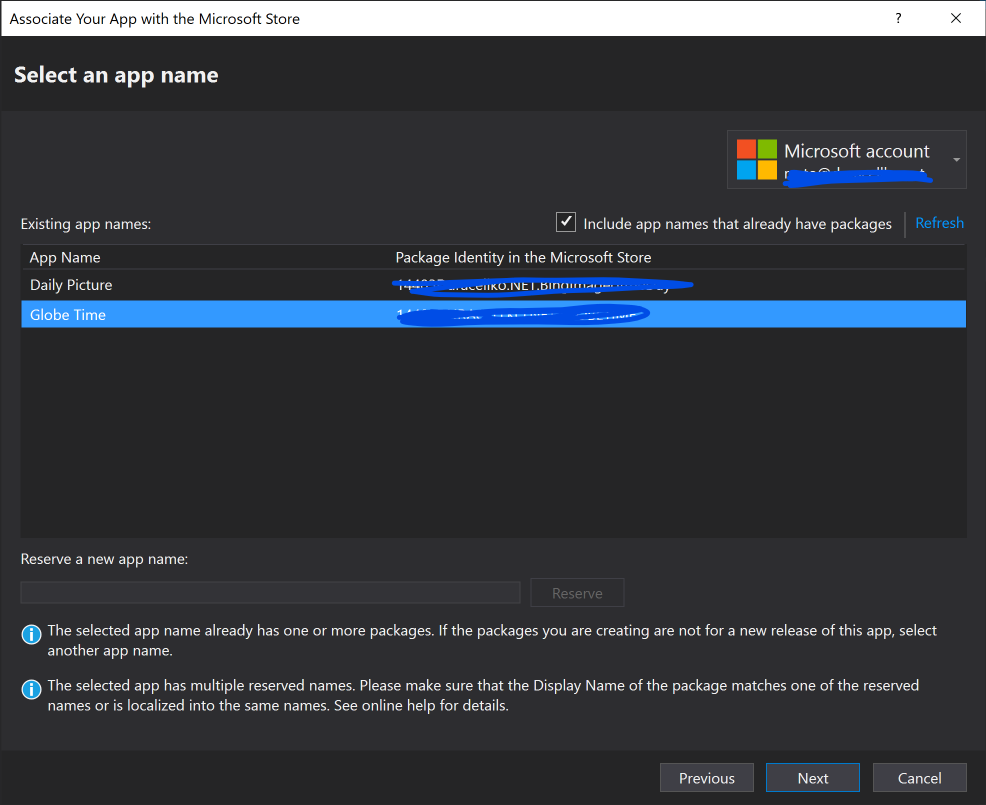 Associate Your App with the Microsoft Store
?
Select an app name
Microsoft account
Existing app names:
Include app names that already have packages
Refresh
App Name Package Identity in the Microsoft Store
Daily Picture
Globe Time
Reserve a new app name:
Reserve
The selected app name already has one or more packages. If the packages you are creating are not for a new release of this app, select
another app name.
The selected app has multiple reserved names. Please make sure that the Display Name of the package matches one of the reserved
names or is localized into the same names. See online help for details.
Previous Next Cancel